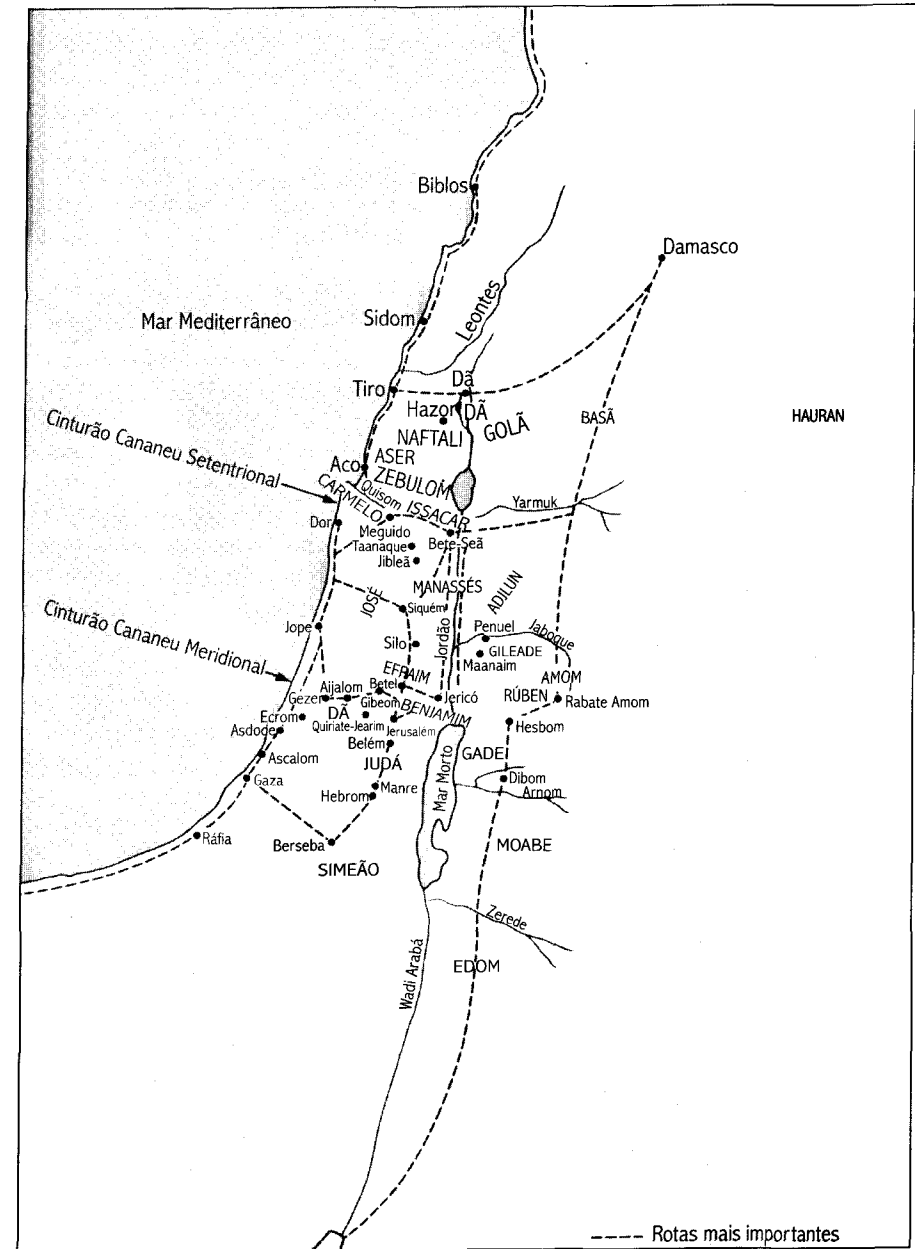 Biblos
Damasco
Leontes
Mar Mediterrâneo
Sidom
Tiro
Dã
Hazor
DÃ
NAFTALI
GOLÃ
BASÃ
HAURAN
Cinturão Cananeu Setentrional
Aco
ASER
ZEBULOM
CARMELO
Quisom
ISSACAR
Yarmuk
Dor
Meguido
Taanaque
Jibleã
Bete-Seã
MANASSÉS
ADILUN
JOSÉ
Siquém
Cinturão Cananeu Meridional
Jope
Silo
Jordão
Penuel
Jaboque
GILEADE
Maanaim
EFRAIM
AMOM
Aijalom
Betel
Gezer
Gibeom
BENJAMIM
Jericó
RÚBEN
Rabate Amom
Ecrom
DÃ
Asdode
Quiriate-Jearim
Jerusalém
Hesbom
Belém
Ascalom
JUDÁ
Mar Morto
GADE
Gaza
Manre
Hebrom
Dibom
Arnom
Ráfia
Berseba
MOABE
SIMEÃO
Zerede
Wadi Arabá
EDOM
Rotas mais importantes